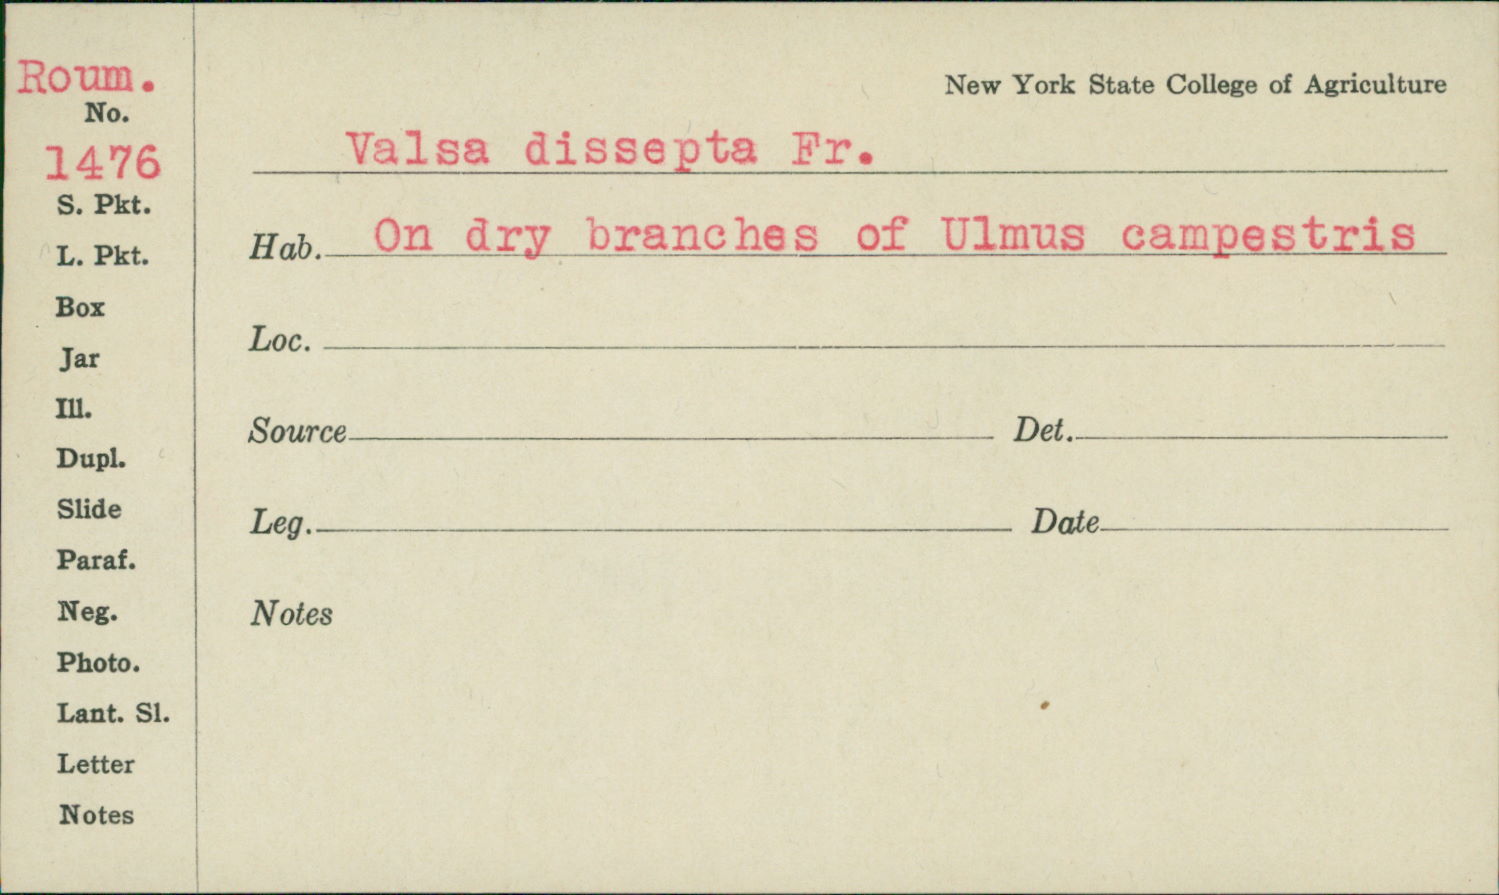 Roum.
No.
1476
S. Pkt.
L. Pkt.
Box
Jar
Ill.
Dupl.
Slide
Paraf.
Neg.
Photo.
Lant. Sl.
Letter
Notes
New York State College of Agriculture
Valsa dissepta Fr.
Hab. On dry branches of Ulmus campestris
Loc.
Source Det.
Leg. Date
Notes